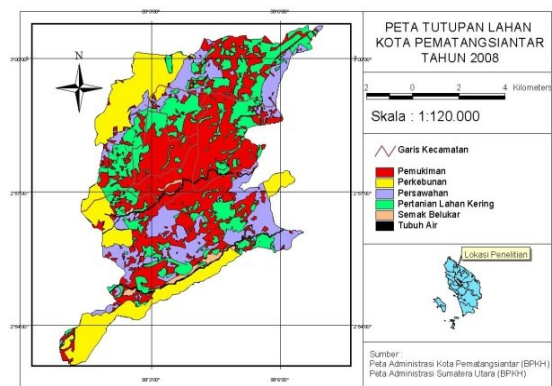 PETA TUTUPAN LAHAN
KOTA PEMATANGSIANTAR
TAHUN 2008
N
2 0 2 4 Kilometers
Skala : 1:120.000
Garis Kecamatan
Pemukiman
Perkebunan
Persawahan
Pertanian Lahan Kering
Semak Belukar
Tubuh Air
Lokasi Penelitian
Sumber :
Peta Administrasi Kota Pematangsiantar (BPKH)
Peta Administrasi Sumatera Utara (BPKH)